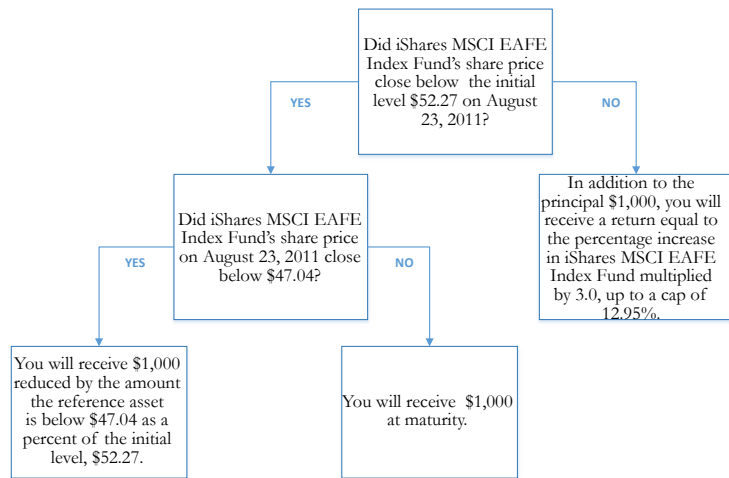 Did iShares MSCI EAFE
Index Fund's share price
close below the initial
level $52.27 on August
23, 2011?
YES
NO
Did iShares MSCI EAFE
Index Fund's share price
on August 23, 2011 close
below $47.04?
In addition to the
principal $1,000, you will
receive a return equal to
the percentage increase
in iShares MSCI EAFE
Index Fund multiplied
by 3.0, up to a cap of
12.95%.
YES
NO
You will receive $1,000
reduced by the amount
the reference asset
is below $47.04 as a
percent of the initial
level, $52.27.
You will receive $1,000
at maturity.